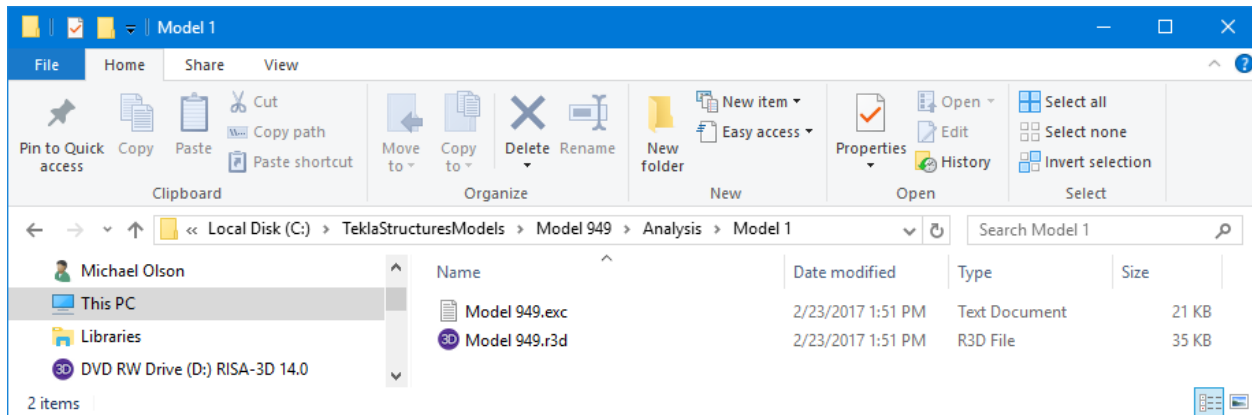 Model 1
File Home Share View
Pin to Quick access
Copy
Paste
Cut
Copy path
Paste shortcut
Clipboard
Move to
Copy to
Delete
Rename
Organize
New folder
New item
Easy access
New
Properties
Open
Edit
History
Open
Select all
Select none
Invert selection
Select
« Local Disk (C:) › TeklaStructuresModels › Model 949 › Analysis › Model 1
Search Model 1
Michael Olson
This PC
Libraries
3D DVD RW Drive (D:) RISA-3D 14.0
Name Date modified Type Size
Model 949.exc 2/23/2017 1:51 PM Text Document 21 KB
3D Model 949.r3d 2/23/2017 1:51 PM R3D File 35 KB
2 items